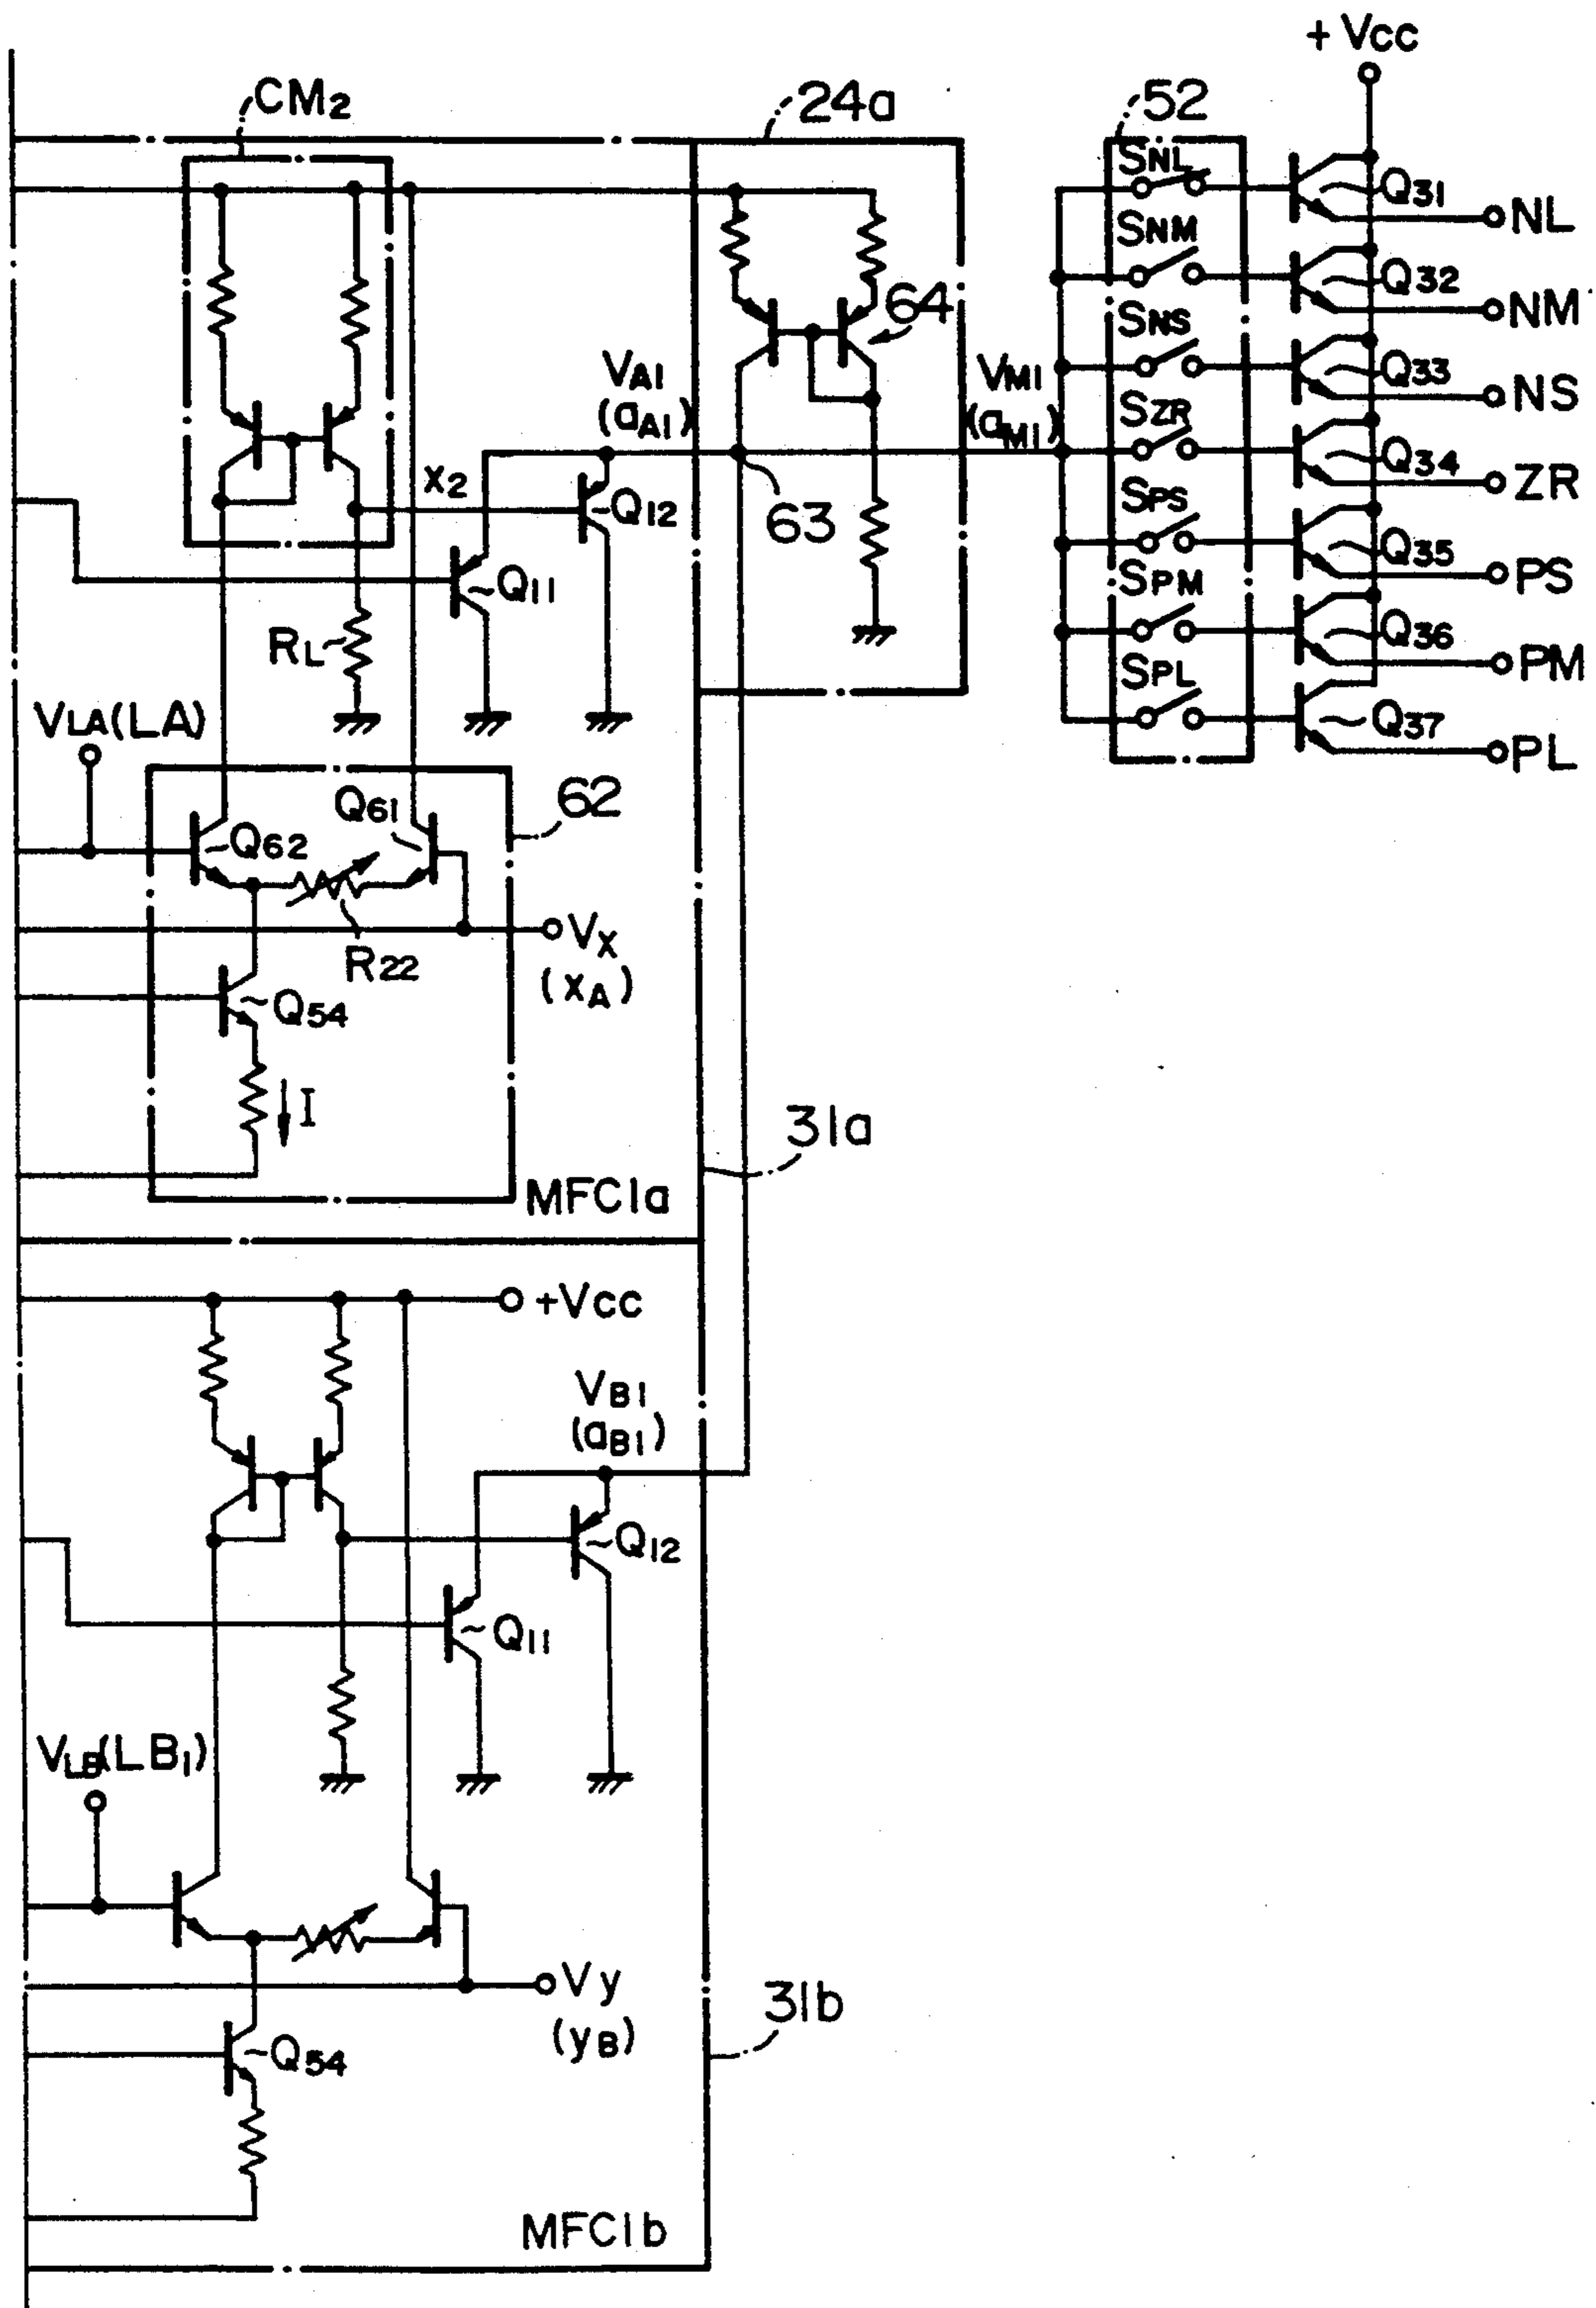 +Vcc
CM2
24a
52
SNL
Q31
NL
SNM
Q32
NM
64
SNS
Q33
NS
VA1
(aA1)
VM1
(aM1)
SZR
Q34
ZR
X2
Q12
63
SPS
Q35
PS
Q11
SPM
Q36
PM
RL
SPL
Q37
PL
VLA(LA)
62
Q62
Q61
R22
Vx
(xA)
Q54
I
31a
MFC1a
+Vcc
VB1
(aB1)
Q12
Q11
VLB(LB1)
Vy
(yB)
31b
Q54
MFC1b